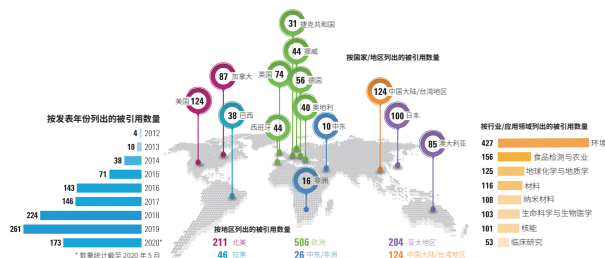 31 捷克共和国
44 挪威
按国家/地区列出的被引用数量
87 加拿大
英国 74
56 德国
美国 124
124 中国大陆/台湾地区
38 巴西
40 奥地利
100 日本
按发表年份列出的被引用数量
西班牙 44
10 中东
85 澳大利亚
按行业/应用领域列出的被引用数量
4 2012
10 2013
38 2014
71 2015
143 2016
146 2017
224 2018
261 2019
173 2020*
* 数量统计截至 2020 年 5 月
16 非洲
427 环境
156 食品检测与农业
125 地球化学与地质学
116 材料
108 纳米材料
103 生命科学与生物医学
101 核能
53 临床研究
按地区列出的被引用数量
211 北美
506 欧洲
204 亚太地区
46 拉美
26 中东/非洲
124 中国大陆/台湾地区